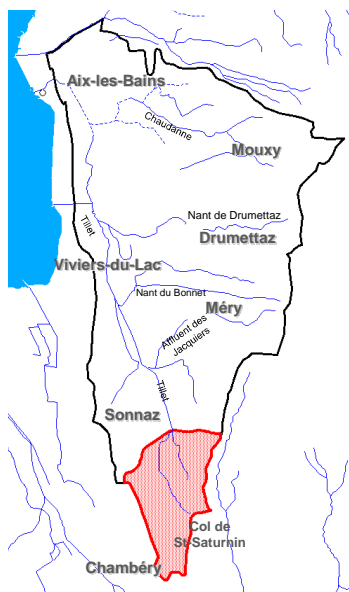 Aix-les-Bains
Chaudanne
Mouxy
Nant de Drumettaz
Tillet
Drumettaz
Viviers-du-Lac
Nant du Bonnet
Méry
Affluent des
Jacquiers
Tillet
Sonnaz
Col de
St-Saturnin
Chambéry